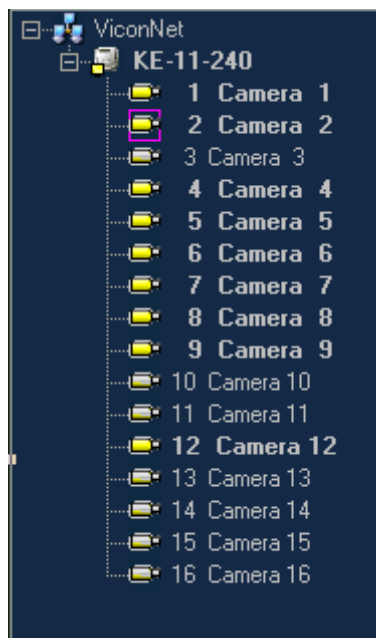 ViconNet
KE-11-240
1 Camera 1
2 Camera 2
3 Camera 3
4 Camera 4
5 Camera 5
6 Camera 6
7 Camera 7
8 Camera 8
9 Camera 9
10 Camera 10
11 Camera 11
12 Camera 12
13 Camera 13
14 Camera 14
15 Camera 15
16 Camera 16